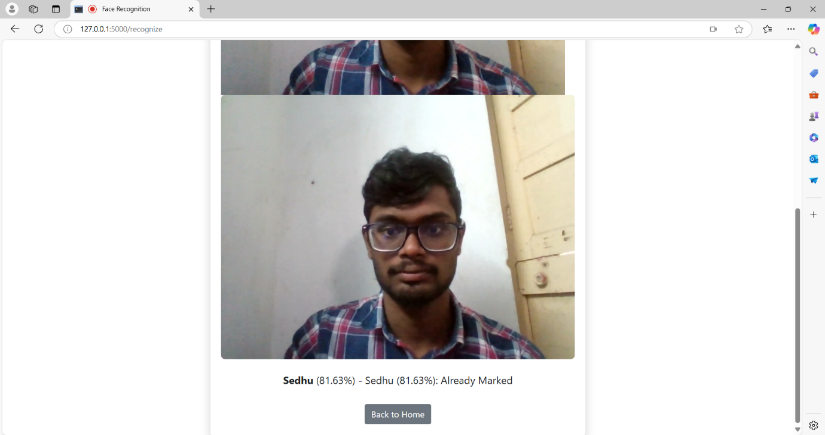 Face Recognition
127.0.0.1:5000/recognize
Sedhu (81.63%) - Sedhu (81.63%): Already Marked
Back to Home